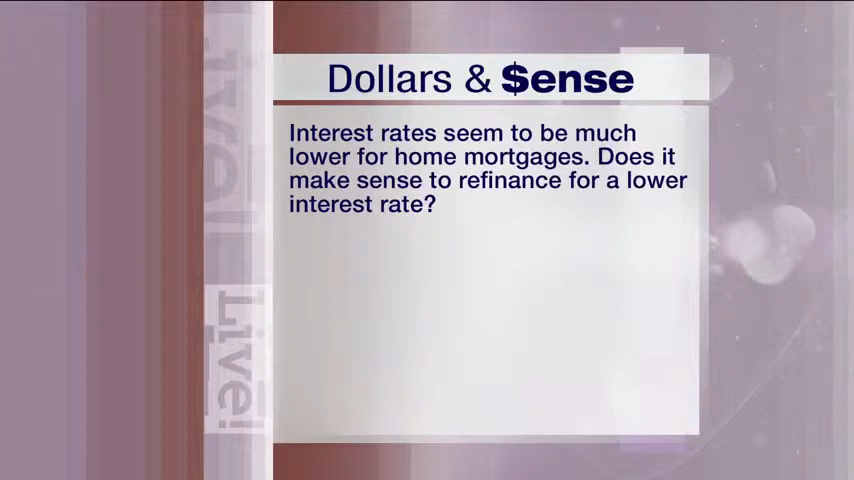 Dollars & $ense
Interest rates seem to be much
lower for home mortgages. Does it
make sense to refinance for a lower
interest rate?
Live!
Live!